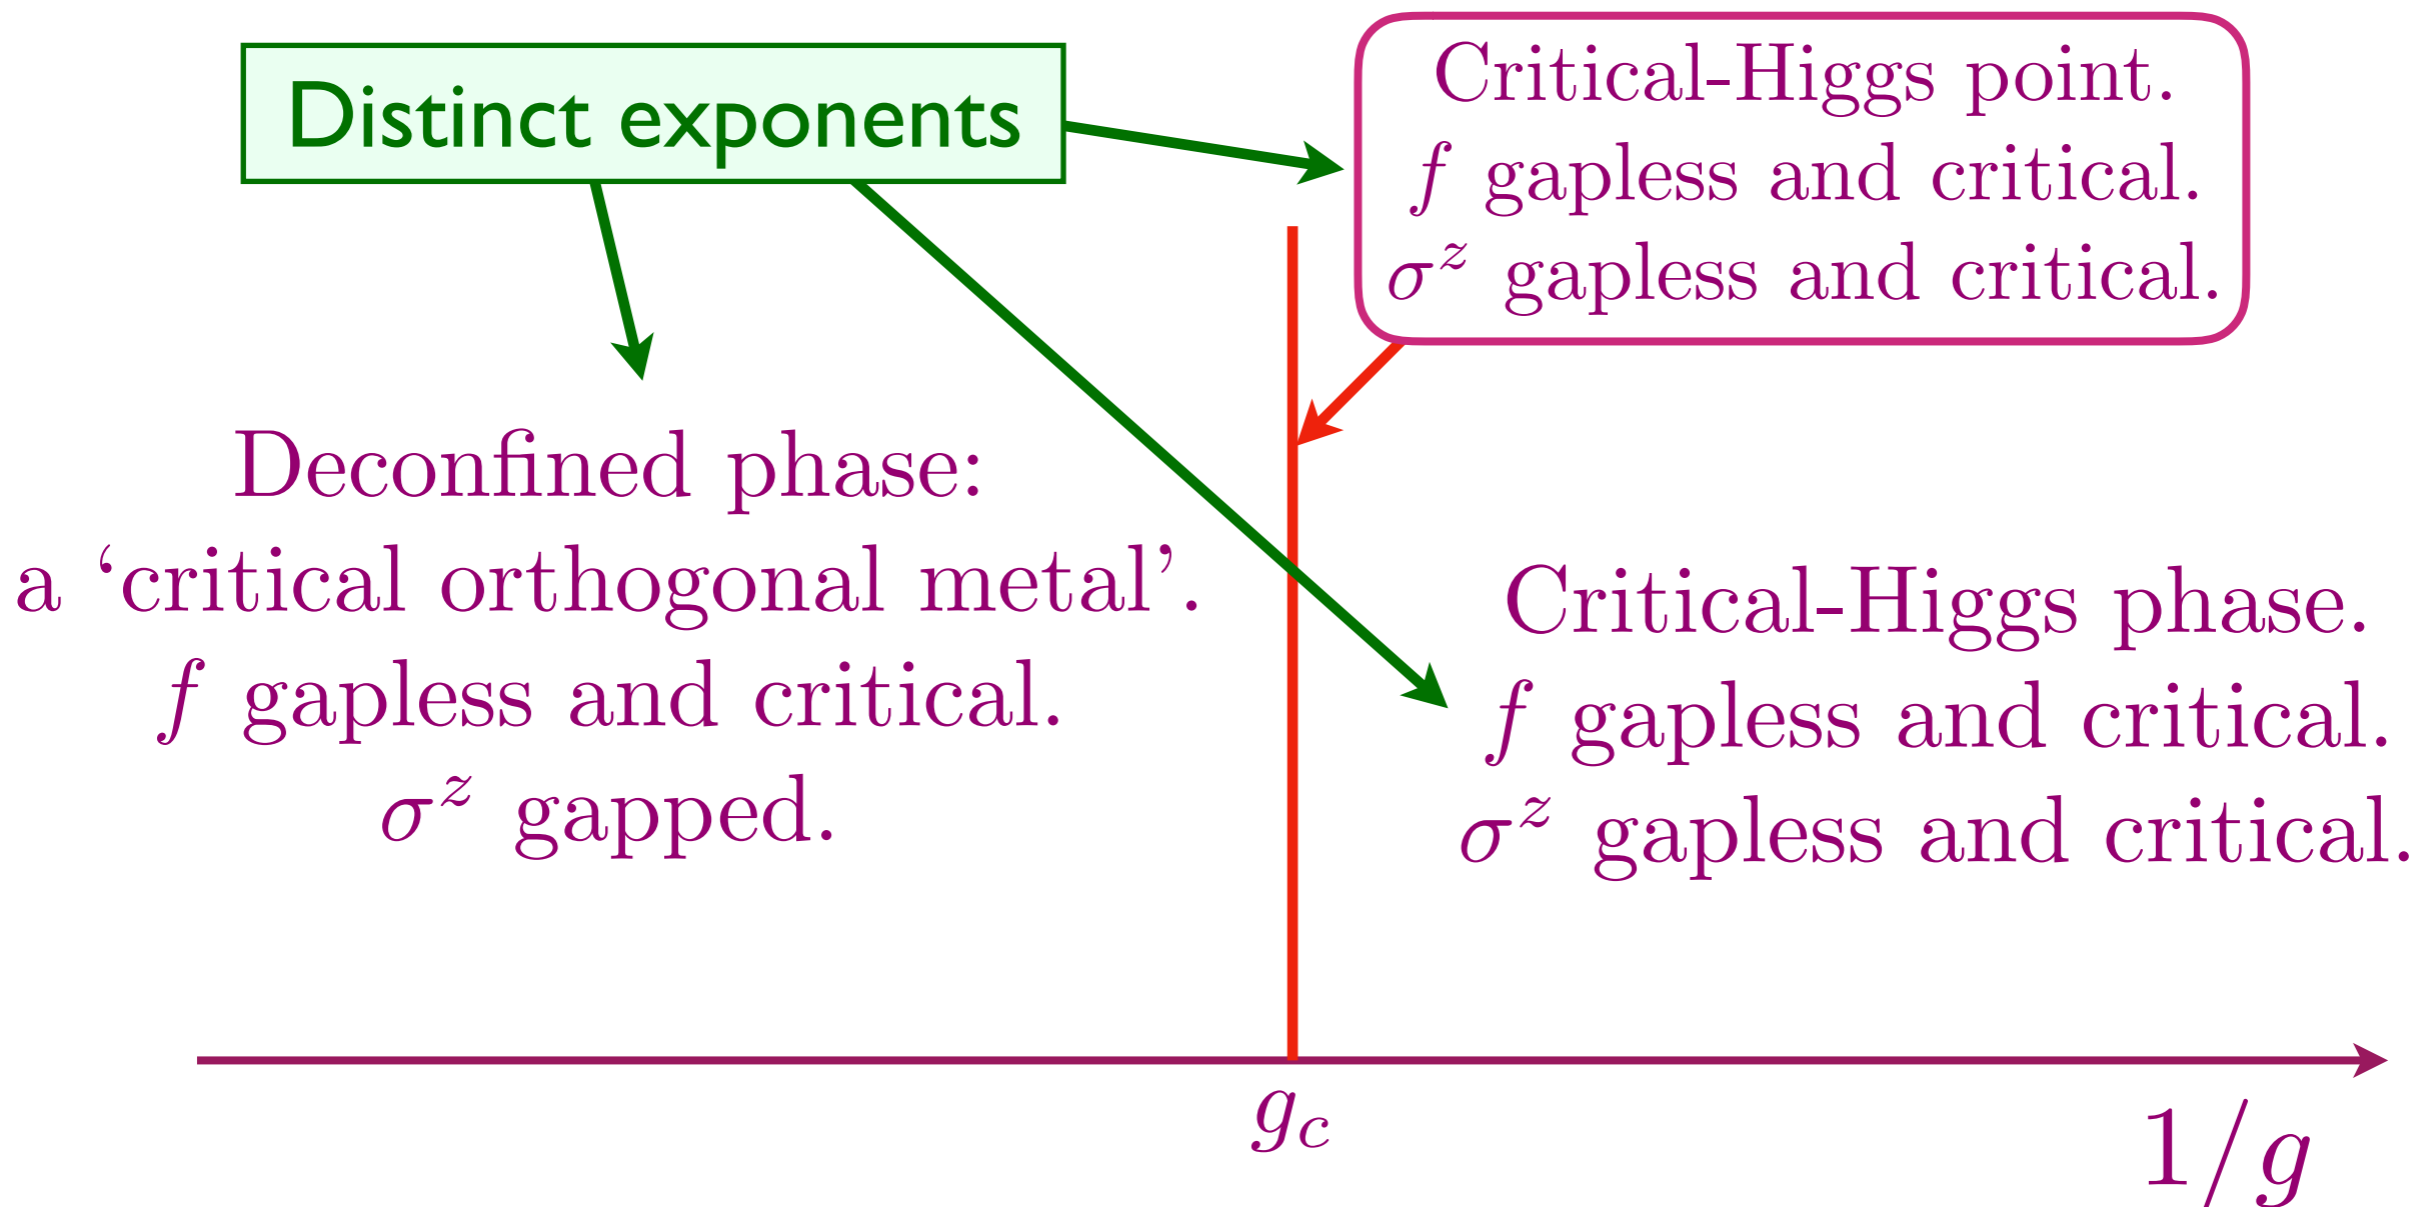 Distinct exponents
Critical-Higgs point.
f gapless and critical.
σ^z gapless and critical.
Deconfined phase:
a ‘critical orthogonal metal’.
f gapless and critical.
σ^z gapped.
Critical-Higgs phase.
f gapless and critical.
σ^z gapless and critical.
g_c
1/g